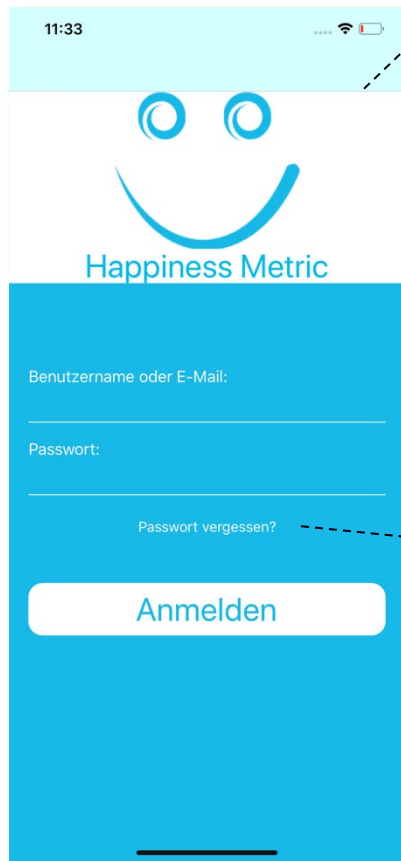 11:33
Happiness Metric
Benutzername oder E-Mail:
Passwort:
Passwort vergessen?
Anmelden